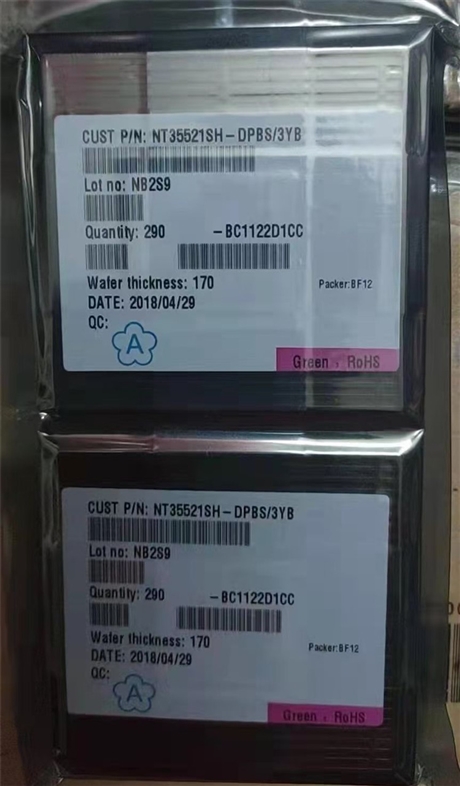 CUST P/N: NT35521SH-DPBS/3YB
Lot no: NB2S9
Quantity: 290 -BC1122D1CC
Wafer thickness: 170 Packer:BF12
DATE: 2018/04/29
QC:
A
Green , RoHS
CUST P/N: NT35521SH-DPBS/3YB
Lot no: NB2S9
Quantity: 290 -BC1122D1CC
Wafer thickness: 170 Packer:BF12
DATE: 2018/04/29
QC:
A
Green , RoHS